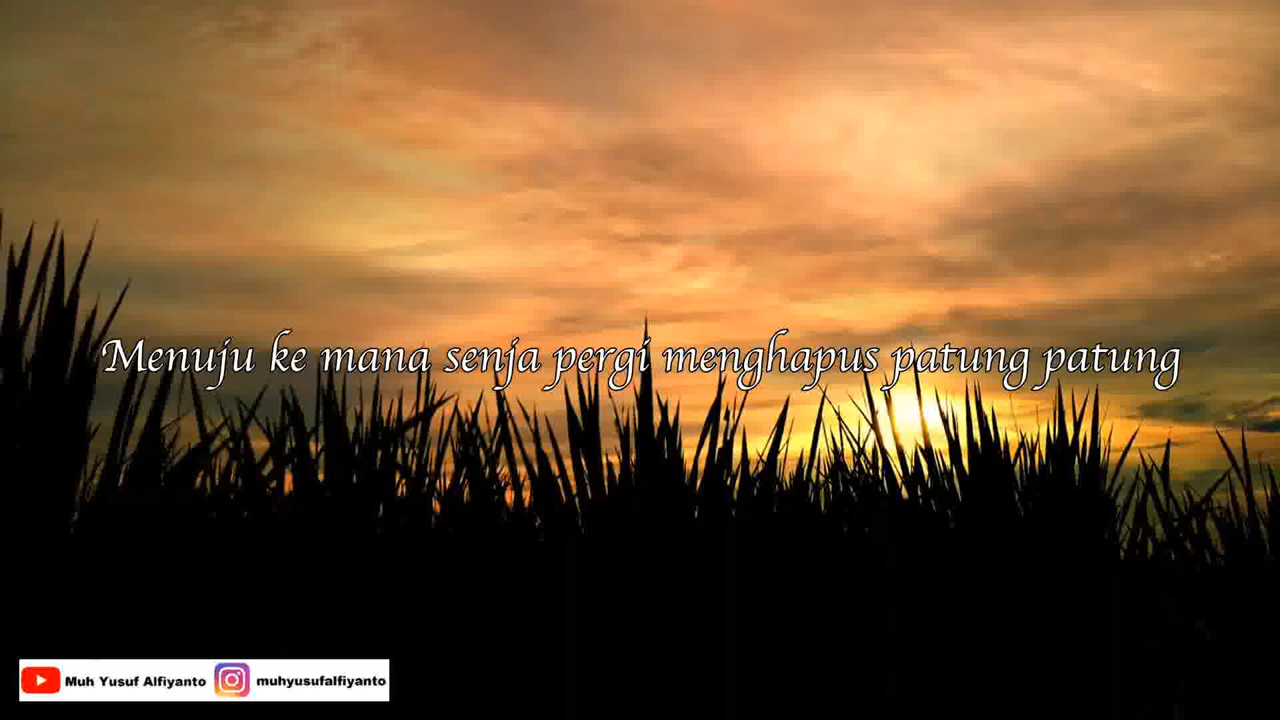 Menuju ke mana senja pergi menghapus patung patung
Muh Yusuf Alfiyanto muhyusufalfiyanto